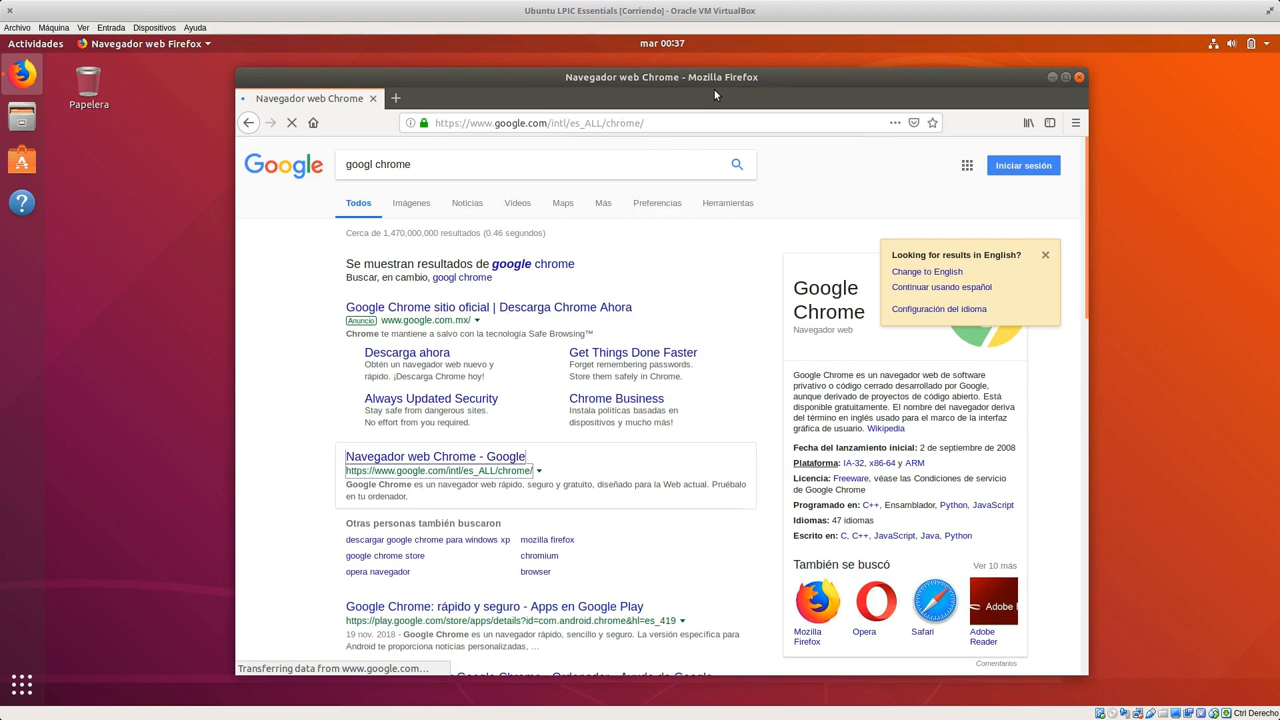 Ubuntu LPIC Essentials [Corriendo] - Oracle VM VirtualBox
Archivo Máquina Ver Entrada Dispositivos Ayuda
Actividades Navegador web Firefox mar 00:37
Papelera
Navegador web Chrome - Mozilla Firefox
Navegador web Chrome
https://www.google.com/intl/es_ALL/chrome/
Google googl chrome Iniciar sesión
Todos Imágenes Noticias Videos Maps Más Preferencias Herramientas
Cerca de 1,470,000,000 resultados (0.46 segundos)
Se muestran resultados de google chrome
Buscar, en cambio, googl chrome
Google Chrome sitio oficial | Descarga Chrome Ahora
Anuncio www.google.com.mx/
Chrome te mantiene a salvo con la tecnología Safe Browsing™
Descarga ahora
Obtén un navegador web nuevo y
rápido. ¡Descarga Chrome hoy!
Get Things Done Faster
Forget remembering passwords.
Store them safely in Chrome.
Always Updated Security
Stay safe from dangerous sites.
No effort from you required.
Chrome Business
Instala políticas basadas en
dispositivos y mucho más!
Navegador web Chrome - Google
https://www.google.com/intl/es_ALL/chrome/
Google Chrome es un navegador web rápido, seguro y gratuito, diseñado para la Web actual. Pruébalo
en tu ordenador.
Otras personas también buscaron
descargar google chrome para windows xp mozilla firefox
google chrome store chromium
opera navegador browser
Google Chrome: rápido y seguro - Apps en Google Play
https://play.google.com/store/apps/details?id=com.android.chrome&hl=es_419
19 nov. 2018 - Google Chrome es un navegador rápido, sencillo y seguro. La versión específica para
Android te proporciona noticias personalizadas, ...
Transferring data from www.google.com…
Looking for results in English?
Change to English
Continuar usando español
Configuración del idioma
Google
Chrome
Navegador web
Google Chrome es un navegador web de software
privativo o código cerrado desarrollado por Google,
aunque derivado de proyectos de código abierto. Está
disponible gratuitamente. El nombre del navegador deriva
del término en inglés usado para el marco de la interfaz
gráfica de usuario. Wikipedia
Fecha del lanzamiento inicial: 2 de septiembre de 2008
Plataforma: IA-32, x86-64 y ARM
Licencia: Freeware, véase las Condiciones de servicio
de Google Chrome
Programado en: C++, Ensamblador, Python, JavaScript
Idiomas: 47 idiomas
Escrito en: C, C++, JavaScript, Java, Python
También se buscó Ver 10 más
Adobe
Mozilla
Firefox
Opera
Safari
Adobe
Reader
Comentarios
Ctrl Derecho